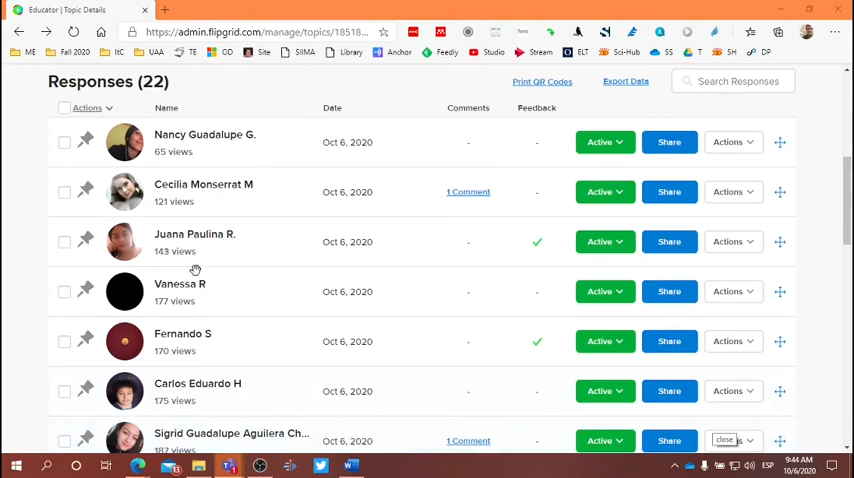 Educator | Topic Details
https://admin.flipgrid.com/manage/topics/18518...
ME Fall 2020 ItC UAA TE OD Site SIIMA Library Anchor Feedly Studio Stream ELT Sci-Hub SS T SH DP
Responses (22)
Print QR Codes Export Data Search Responses
Actions Name Date Comments Feedback
Nancy Guadalupe G.
65 views
Oct 6, 2020 - - Active Share Actions
Cecilia Monserrat M
121 views
Oct 6, 2020 1 Comment - Active Share Actions
Juana Paulina R.
143 views
Oct 6, 2020 - Active Share Actions
Vanessa R
177 views
Oct 6, 2020 - - Active Share Actions
Fernando S
170 views
Oct 6, 2020 - Active Share Actions
Carlos Eduardo H
175 views
Oct 6, 2020 - - Active Share Actions
Sigrid Guadalupe Aguilera Ch...
187 views
Oct 6, 2020 1 Comment - Active Share
close
13 1 ESP 9:44 AM
10/6/2020